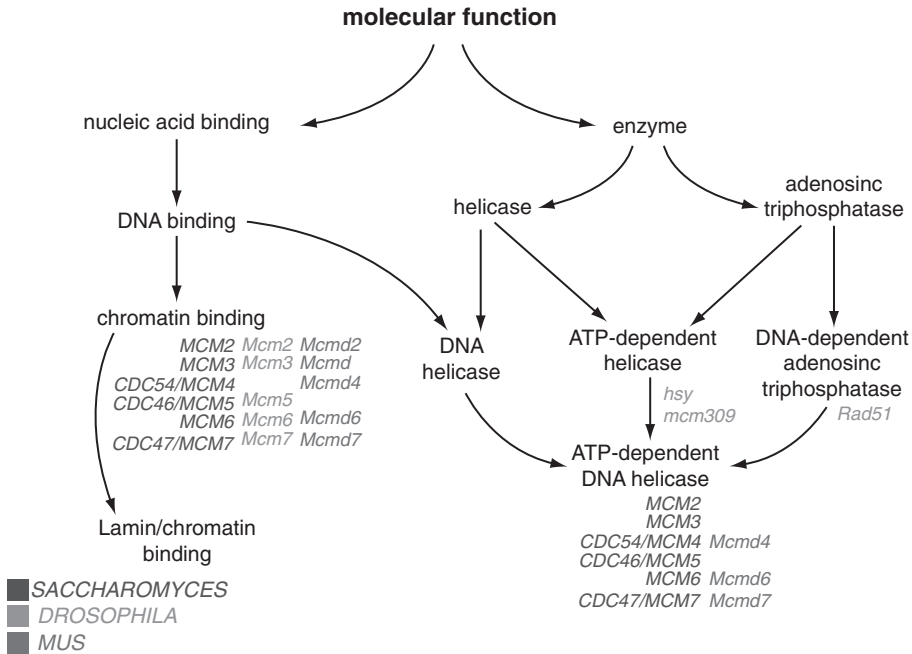 molecular function
nucleic acid binding
enzyme
DNA binding
helicase
adenosinc
triphosphatase
chromatin binding
MCM2 Mcm2 Mcmd2
MCM3 Mcm3 Mcmd
CDC54/MCM4 Mcmd4
CDC46/MCM5 Mcm5
MCM6 Mcm6 Mcmd6
CDC47/MCM7 Mcm7 Mcmd7
DNA
helicase
ATP-dependent
helicase
DNA-dependent
adenosinc
triphosphatase
hsy
mcm309
Rad51
ATP-dependent
DNA helicase
MCM2
MCM3
CDC54/MCM4 Mcmd4
CDC46/MCM5
MCM6 Mcmd6
CDC47/MCM7 Mcmd7
Lamin/chromatin
binding
SACCHAROMYCES
DROSOPHILA
MUS